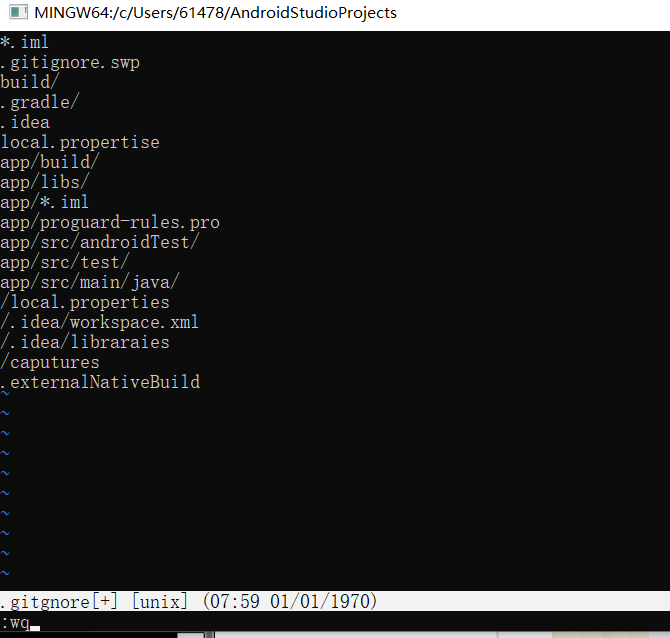 MINGW64:/c/Users/61478/AndroidStudioProjects
*.iml
.gitignore.swp
build/
.gradle/
.idea
local.propertise
app/build/
app/libs/
app/*.iml
app/proguard-rules.pro
app/src/androidTest/
app/src/test/
app/src/main/java/
/local.properties
/.idea/workspace.xml
/.idea/libraraies
/caputures
.externalNativeBuild
~
~
~
~
~
~
~
~
~
~
.gitgnore[+] [unix] (07:59 01/01/1970)
:wq